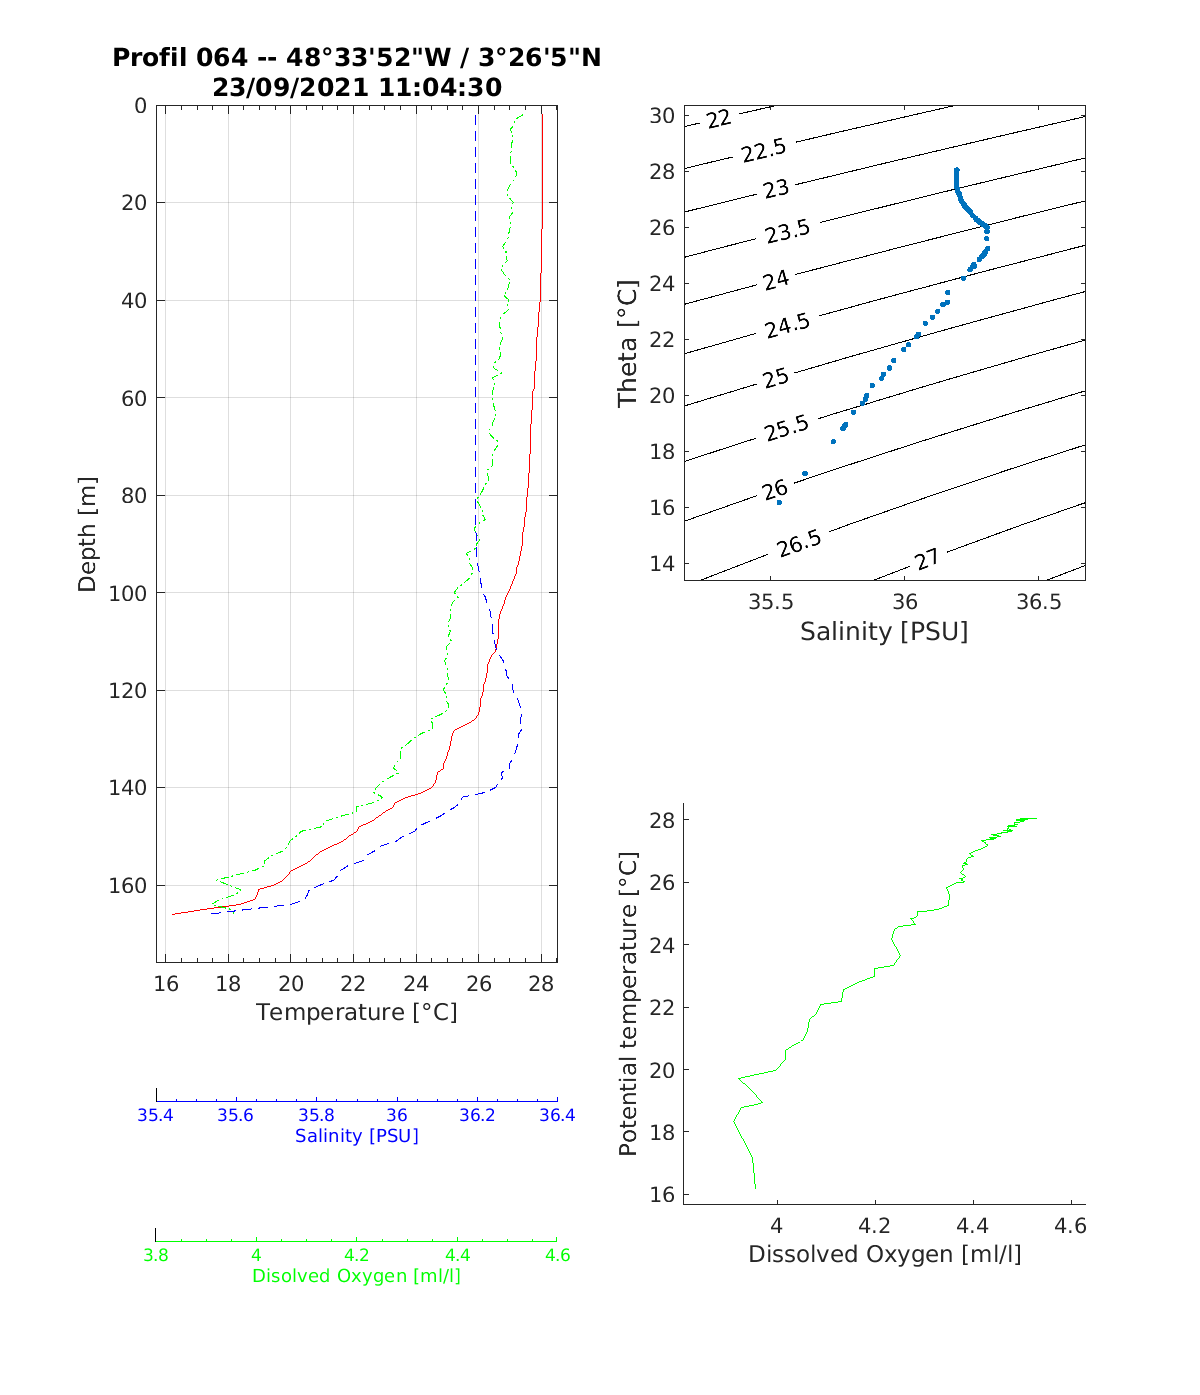 Profil 064 -- 48°33'52"W / 3°26'5"N
23/09/2021 11:04:30
0
20
40
60
80
100
120
140
160
Depth [m]
16 18 20 22 24 26 28
Temperature [°C]
35.4 35.6 35.8 36 36.2 36.4
Salinity [PSU]
3.8 4 4.2 4.4 4.6
Disolved Oxygen [ml/l]
30
28
26
24
22
20
18
16
14
Theta [°C]
22
22.5
23
23.5
24
24.5
25
25.5
26
26.5
27
35.5 36 36.5
Salinity [PSU]
28
26
24
22
20
18
16
Potential temperature [°C]
4 4.2 4.4 4.6
Dissolved Oxygen [ml/l]